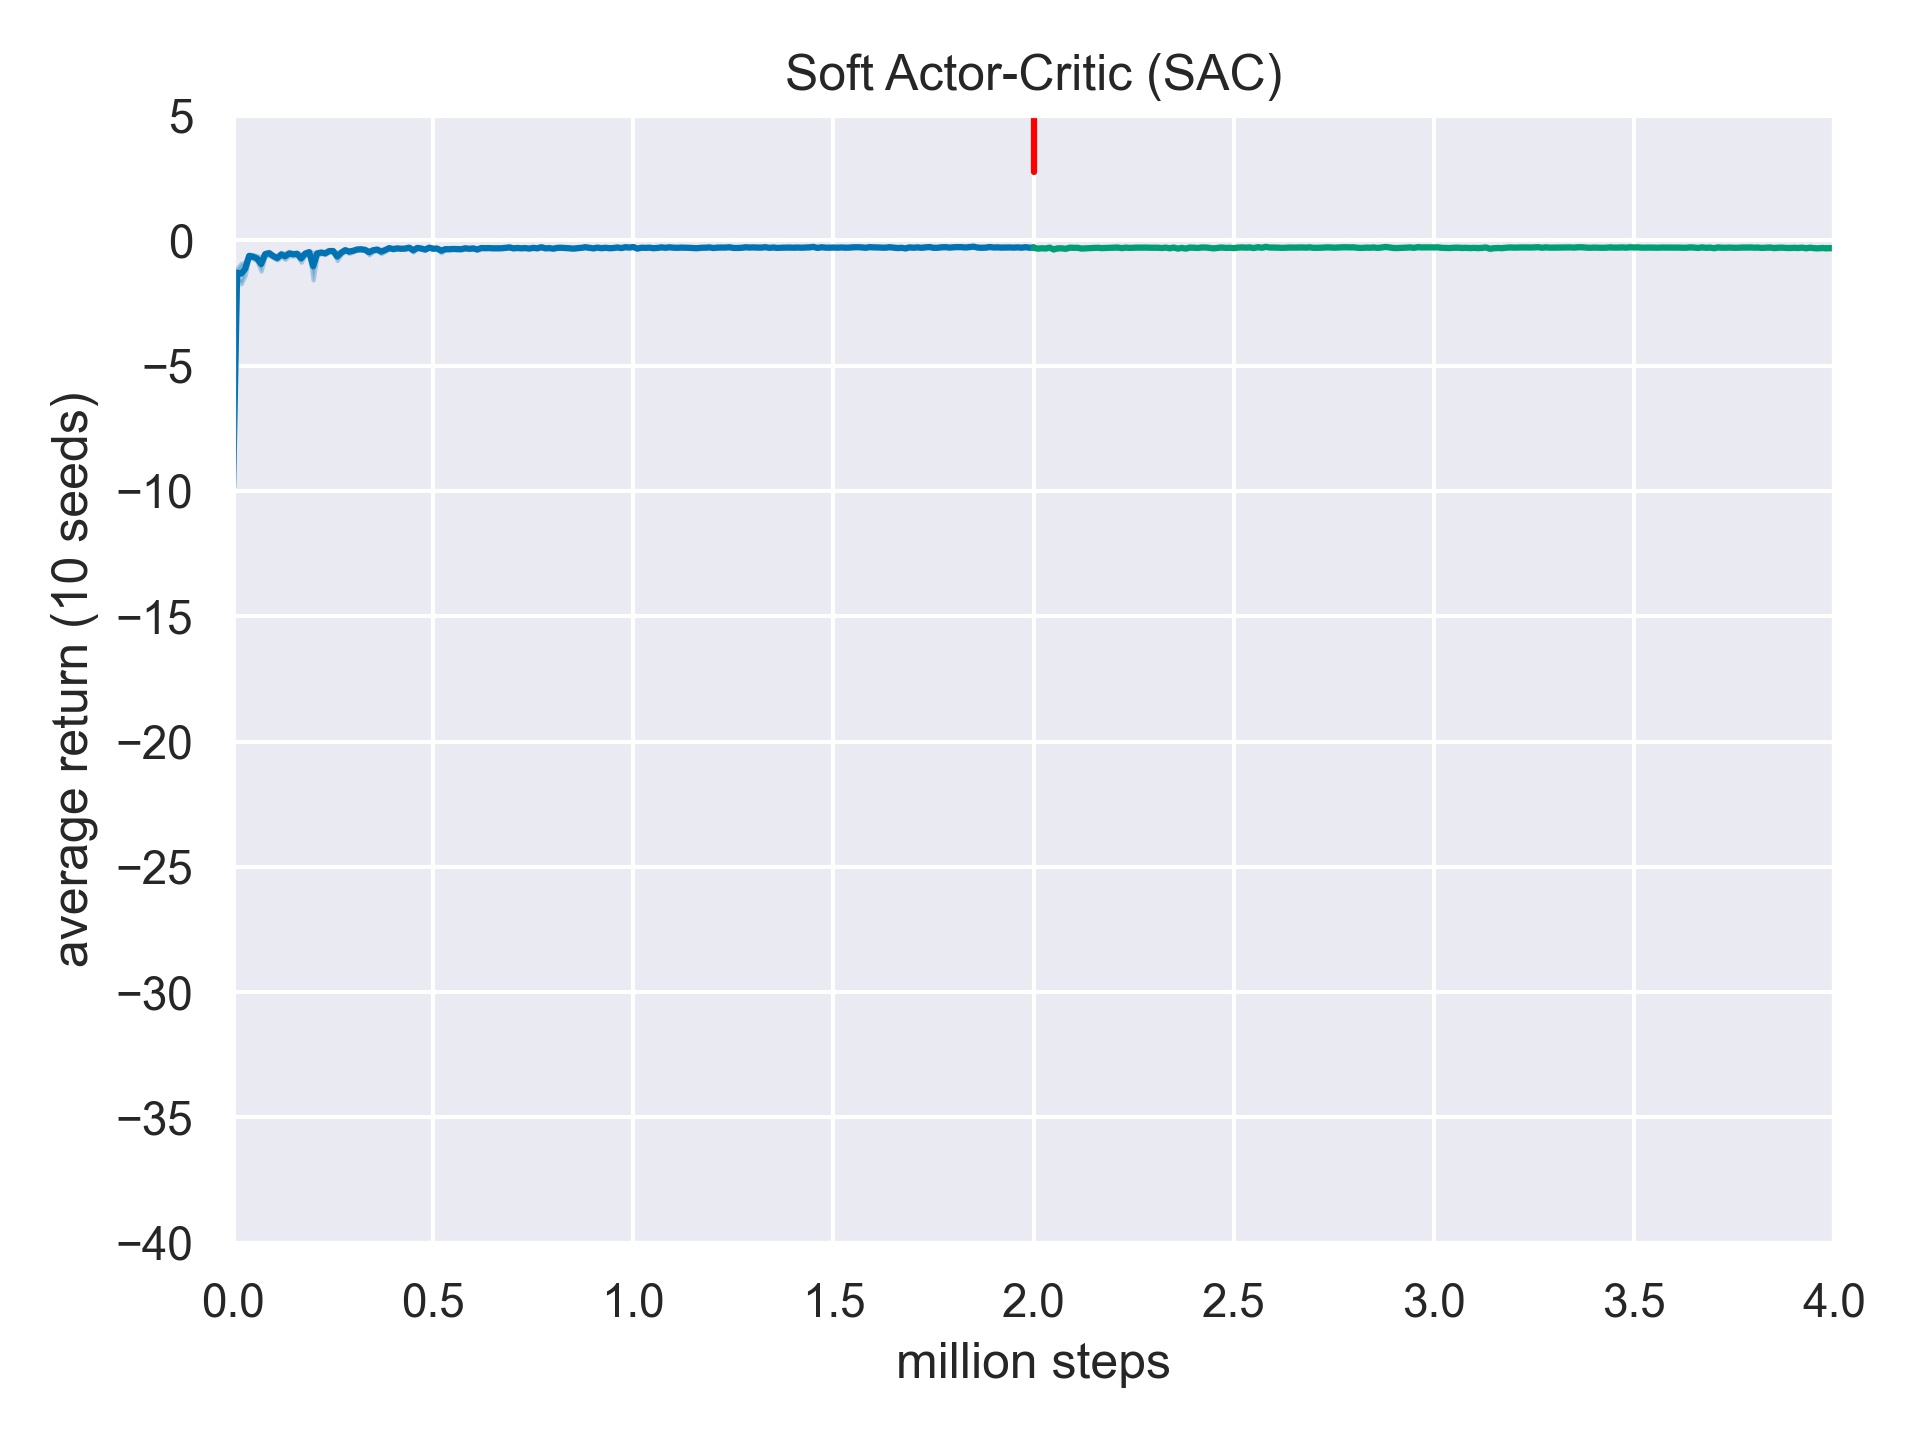 Soft Actor-Critic (SAC)
5
0
−5
−10
−15
−20
−25
−30
−35
−40
average return (10 seeds)
0.0 0.5 1.0 1.5 2.0 2.5 3.0 3.5 4.0
million steps